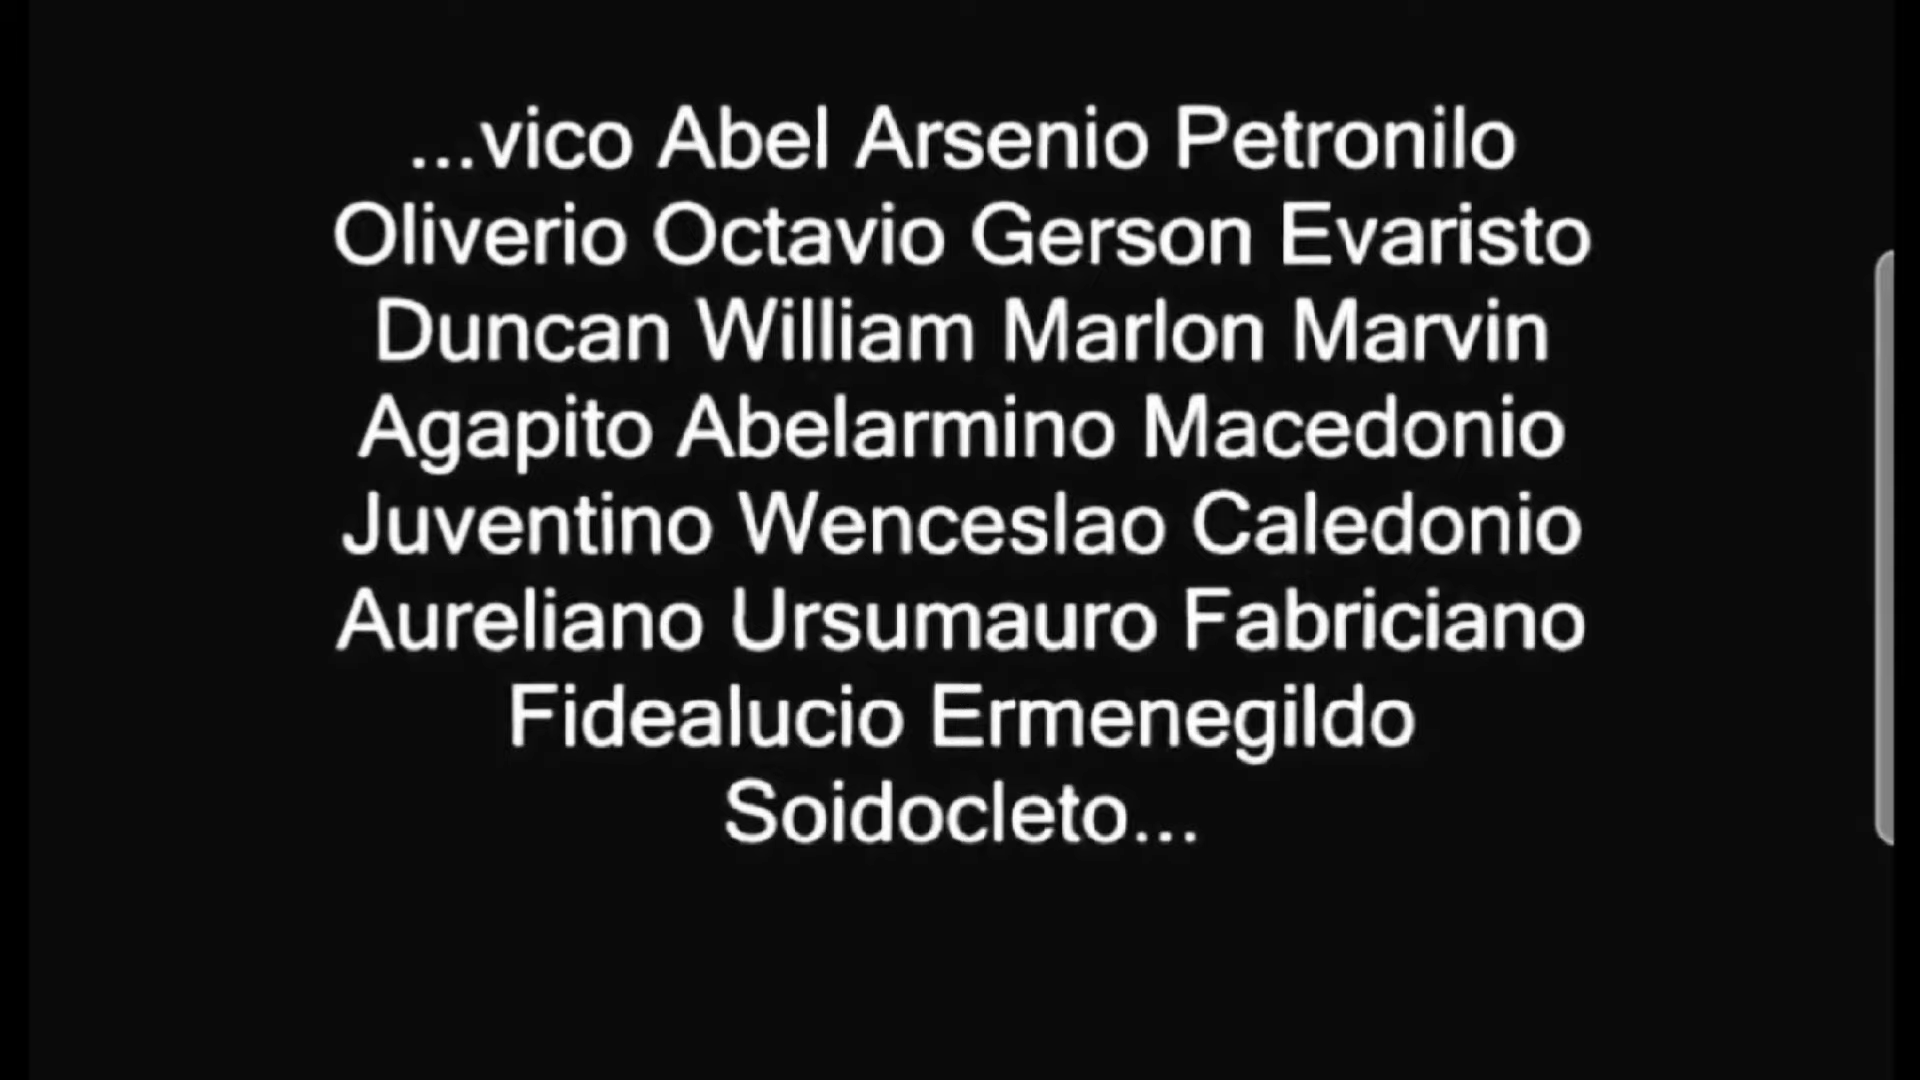 ...vico Abel Arsenio Petronilo
Oliverio Octavio Gerson Evaristo
Duncan William Marlon Marvin
Agapito Abelarmino Macedonio
Juventino Wenceslao Caledonio
Aureliano Ursumauro Fabriciano
Fidealucio Ermenegildo
Soidocleto...